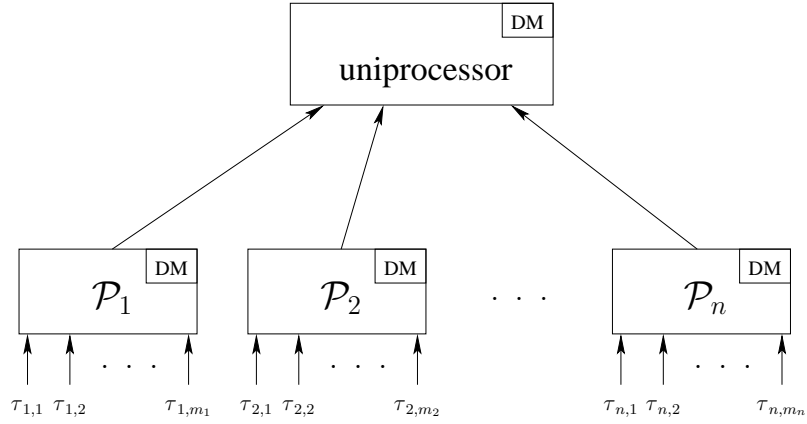 DM
uniprocessor
DM DM DM
𝒫₁ 𝒫₂ · · · 𝒫ₙ
· · · · · · · · ·
τ₁,₁ τ₁,₂ τ₁,ₘ₁ τ₂,₁ τ₂,₂ τ₂,ₘ₂ τₙ,₁ τₙ,₂ τₙ,ₘₙ